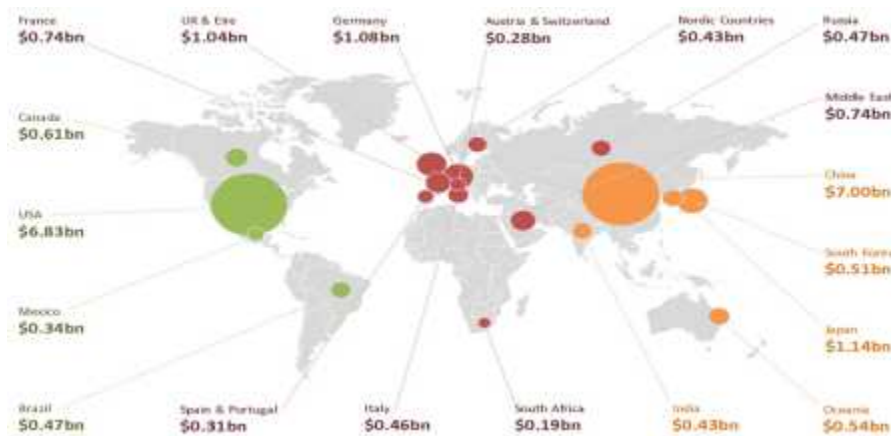 France
$0.74bn
UK & Eire
$1.04bn
Germany
$1.08bn
Austria & Switzerland
$0.28bn
Nordic Countries
$0.43bn
Russia
$0.47bn
Middle East
$0.74bn
Canada
$0.61bn
China
$7.00bn
USA
$6.83bn
South Korea
$0.51bn
Mexico
$0.34bn
Japan
$1.14bn
Brazil
$0.47bn
Spain & Portugal
$0.31bn
Italy
$0.46bn
South Africa
$0.19bn
India
$0.43bn
Oceania
$0.54bn